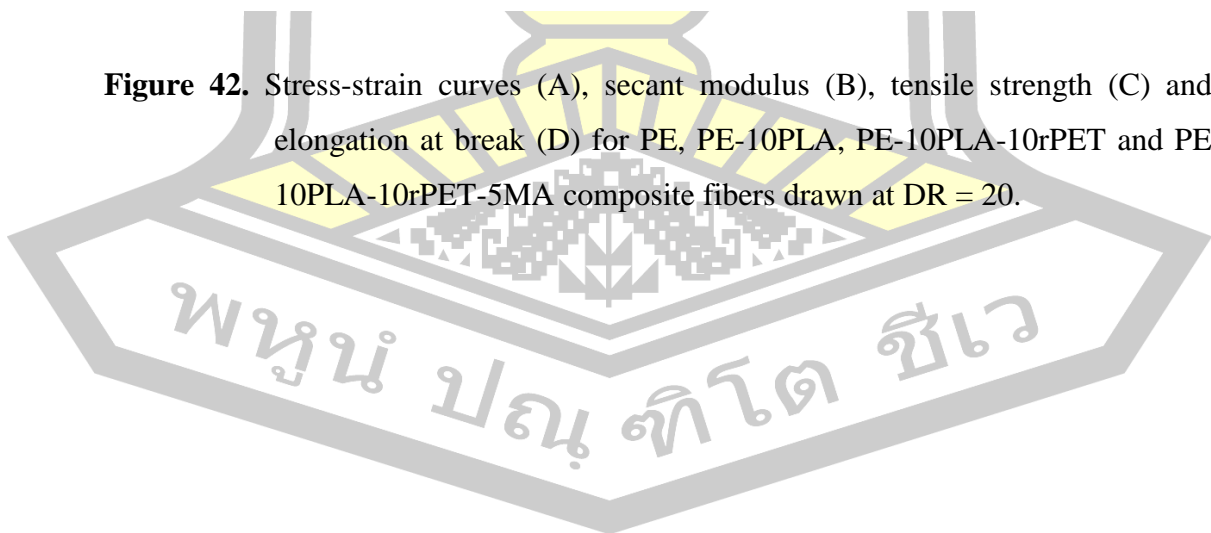 Figure 42. Stress-strain curves (A), secant modulus (B), tensile strength (C) and
elongation at break (D) for PE, PE-10PLA, PE-10PLA-10rPET and PE
10PLA-10rPET-5MA composite fibers drawn at DR = 20.
พหูนํ ปณฺฑิโต ชีเว